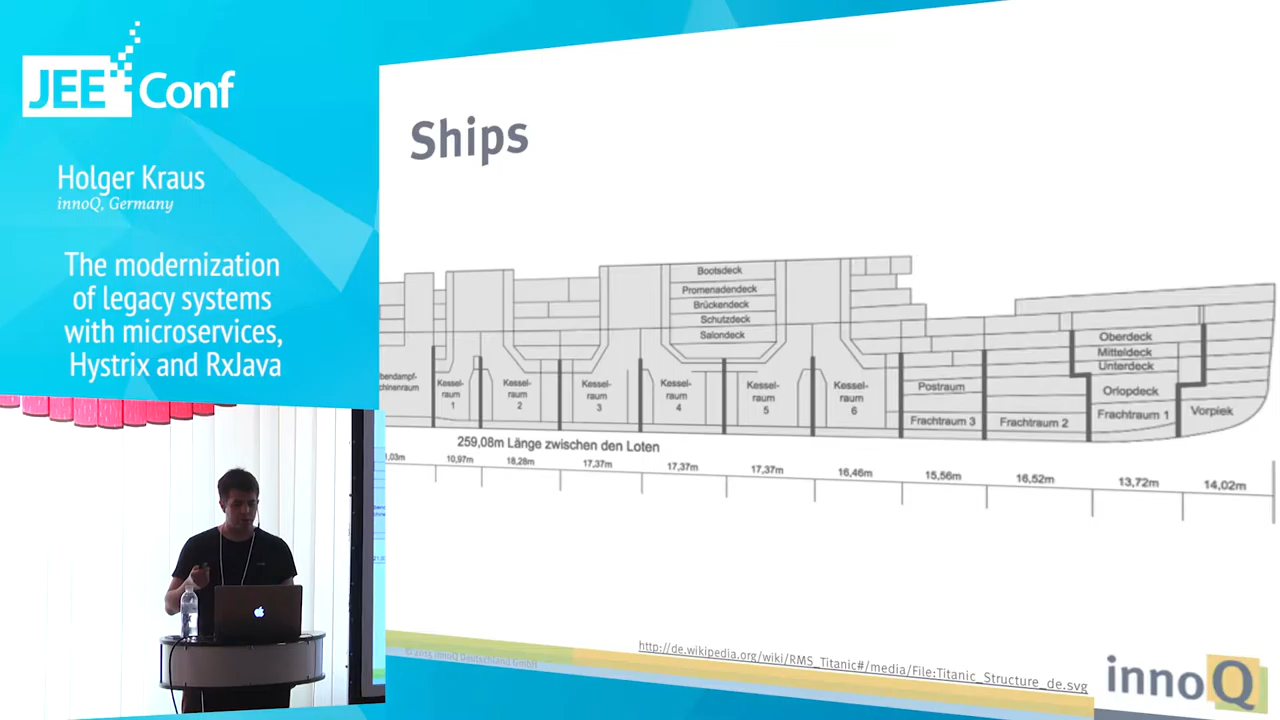 JEE Conf
Holger Kraus
innoQ, Germany
The modernization
of legacy systems
with microservices,
Hystrix and RxJava
Ships
Bootsdeck
Promenadendeck
Brückendeck
Schutzdeck
Salondeck
Oberdeck
Mitteldeck
Unterdeck
Orlopdeck
Kessel-
raum
1
Kessel-
raum
2
Kessel-
raum
3
Kessel-
raum
4
Kessel-
raum
5
Kessel-
raum
6
Postraum
Frachtraum 3
Frachtraum 2
Frachtraum 1
Vorpiek
259,08m Länge zwischen den Loten
10,97m
18,28m
17,37m
17,37m
17,37m
16,46m
15,56m
16,52m
13,72m
14,02m
© 2015 innoQ Deutschland GmbH
http://de.wikipedia.org/wiki/RMS_Titanic#/media/File:Titanic_Structure_de.svg
innoQ